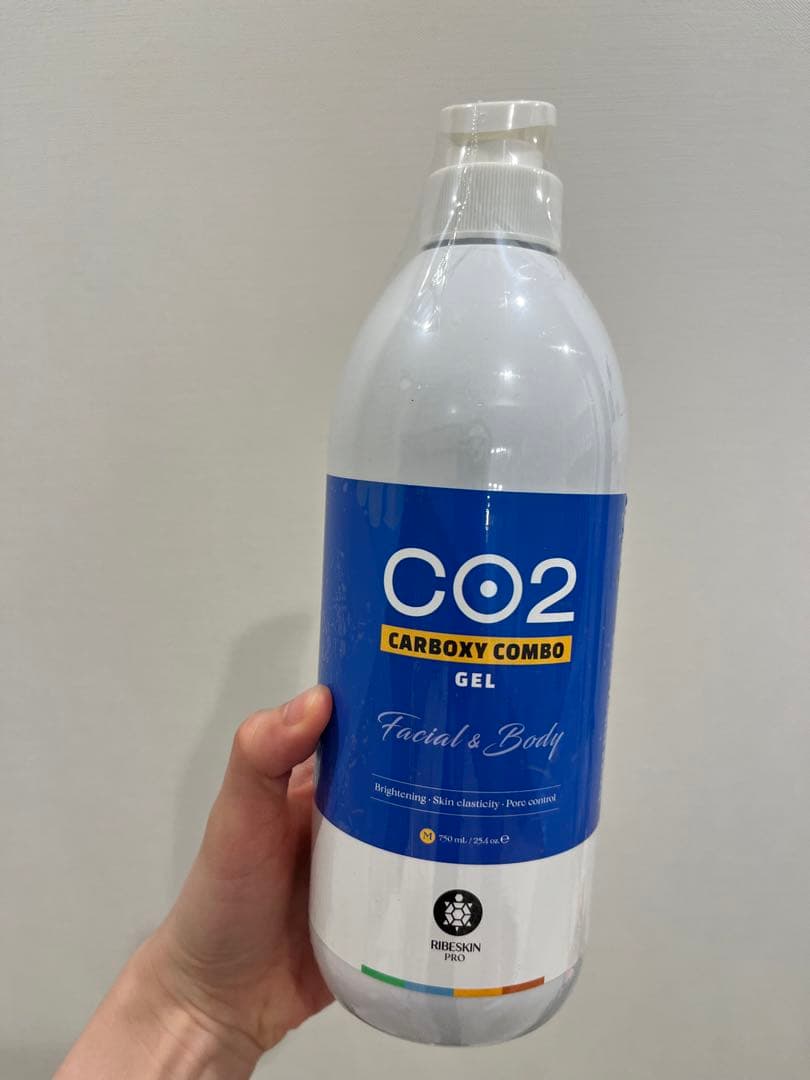 CO2
CARBOXY COMBO
GEL
Facial & Body
Brightening · Skin elasticity · Pore control
M 750 mL / 25.4 oz. ℮
RIBESKIN
PRO